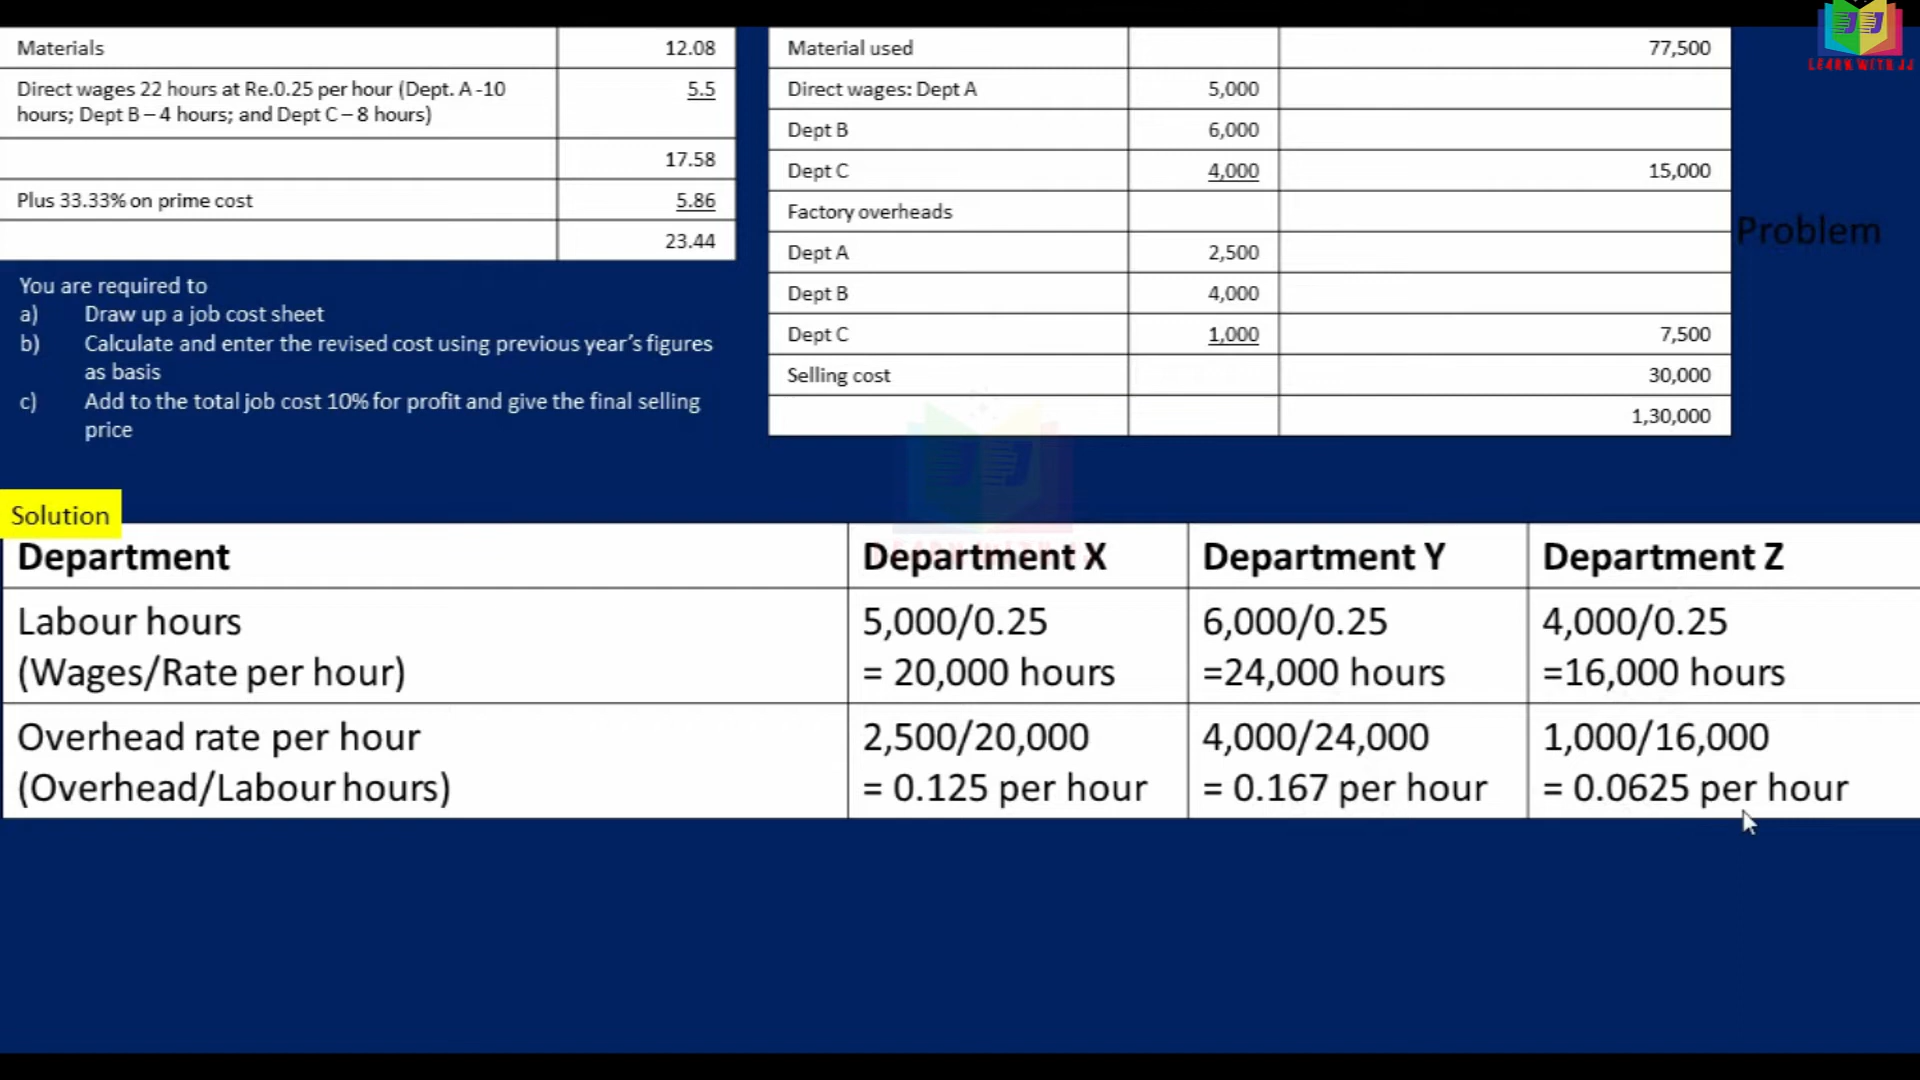 Materials 12.08
Direct wages 22 hours at Re.0.25 per hour (Dept. A -10 5.5
hours; Dept B – 4 hours; and Dept C – 8 hours)
17.58
Plus 33.33% on prime cost 5.86
23.44
You are required to
a) Draw up a job cost sheet
b) Calculate and enter the revised cost using previous year's figures
as basis
c) Add to the total job cost 10% for profit and give the final selling
price
Material used 77,500
Direct wages: Dept A 5,000
Dept B 6,000
Dept C 4,000 15,000
Factory overheads
Dept A 2,500
Dept B 4,000
Dept C 1,000 7,500
Selling cost 30,000
1,30,000
LEARN WITH JJ
Problem
Solution
Department Department X Department Y Department Z
Labour hours 5,000/0.25 6,000/0.25 4,000/0.25
(Wages/Rate per hour) = 20,000 hours =24,000 hours =16,000 hours
Overhead rate per hour 2,500/20,000 4,000/24,000 1,000/16,000
(Overhead/Labour hours) = 0.125 per hour = 0.167 per hour = 0.0625 per hour